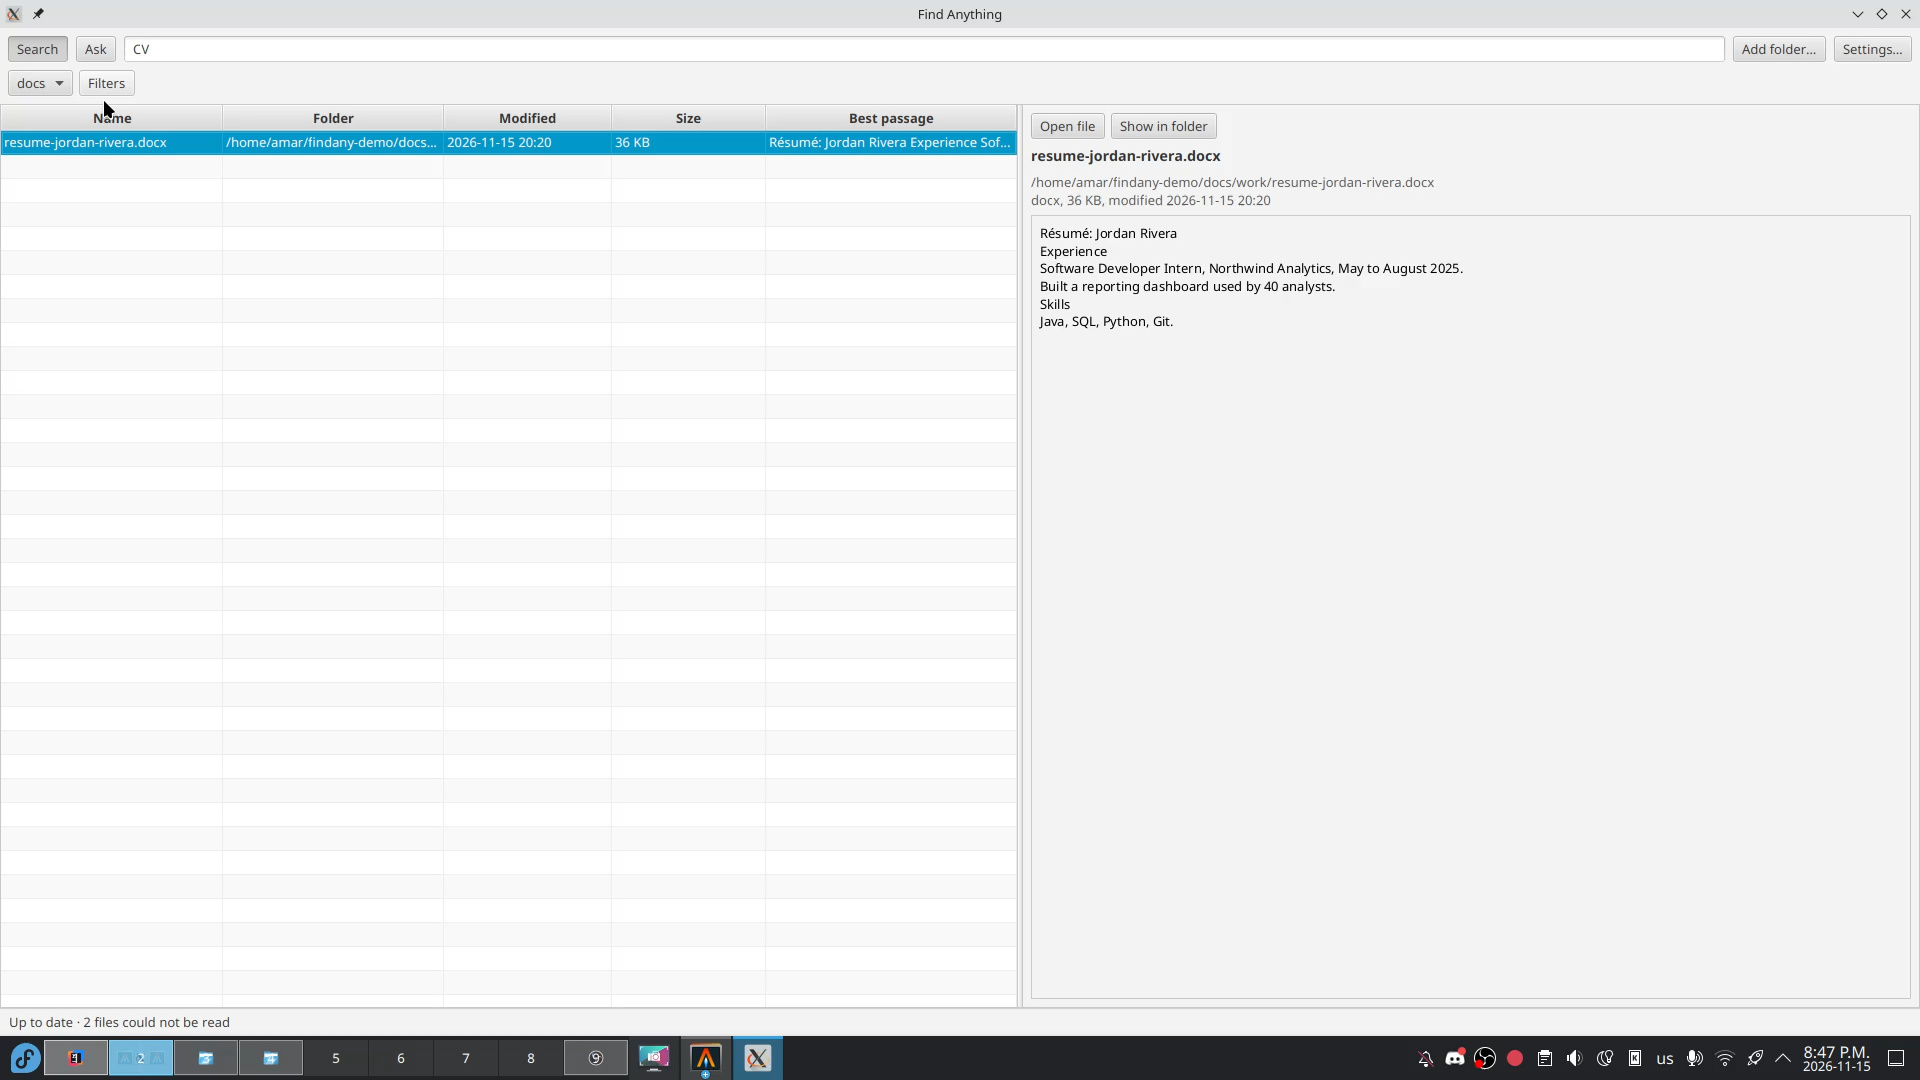 Find Anything
Search Ask CV Add folder... Settings...
docs Filters
Name Folder Modified Size Best passage
resume-jordan-rivera.docx /home/amar/findany-demo/docs... 2026-11-15 20:20 36 KB Résumé: Jordan Rivera Experience Sof...
Open file Show in folder
resume-jordan-rivera.docx
/home/amar/findany-demo/docs/work/resume-jordan-rivera.docx
docx, 36 KB, modified 2026-11-15 20:20
Résumé: Jordan Rivera
Experience
Software Developer Intern, Northwind Analytics, May to August 2025.
Built a reporting dashboard used by 40 analysts.
Skills
Java, SQL, Python, Git.
Up to date · 2 files could not be read
2 5 6 7 8 9 us 8:47 P.M.
2026-11-15